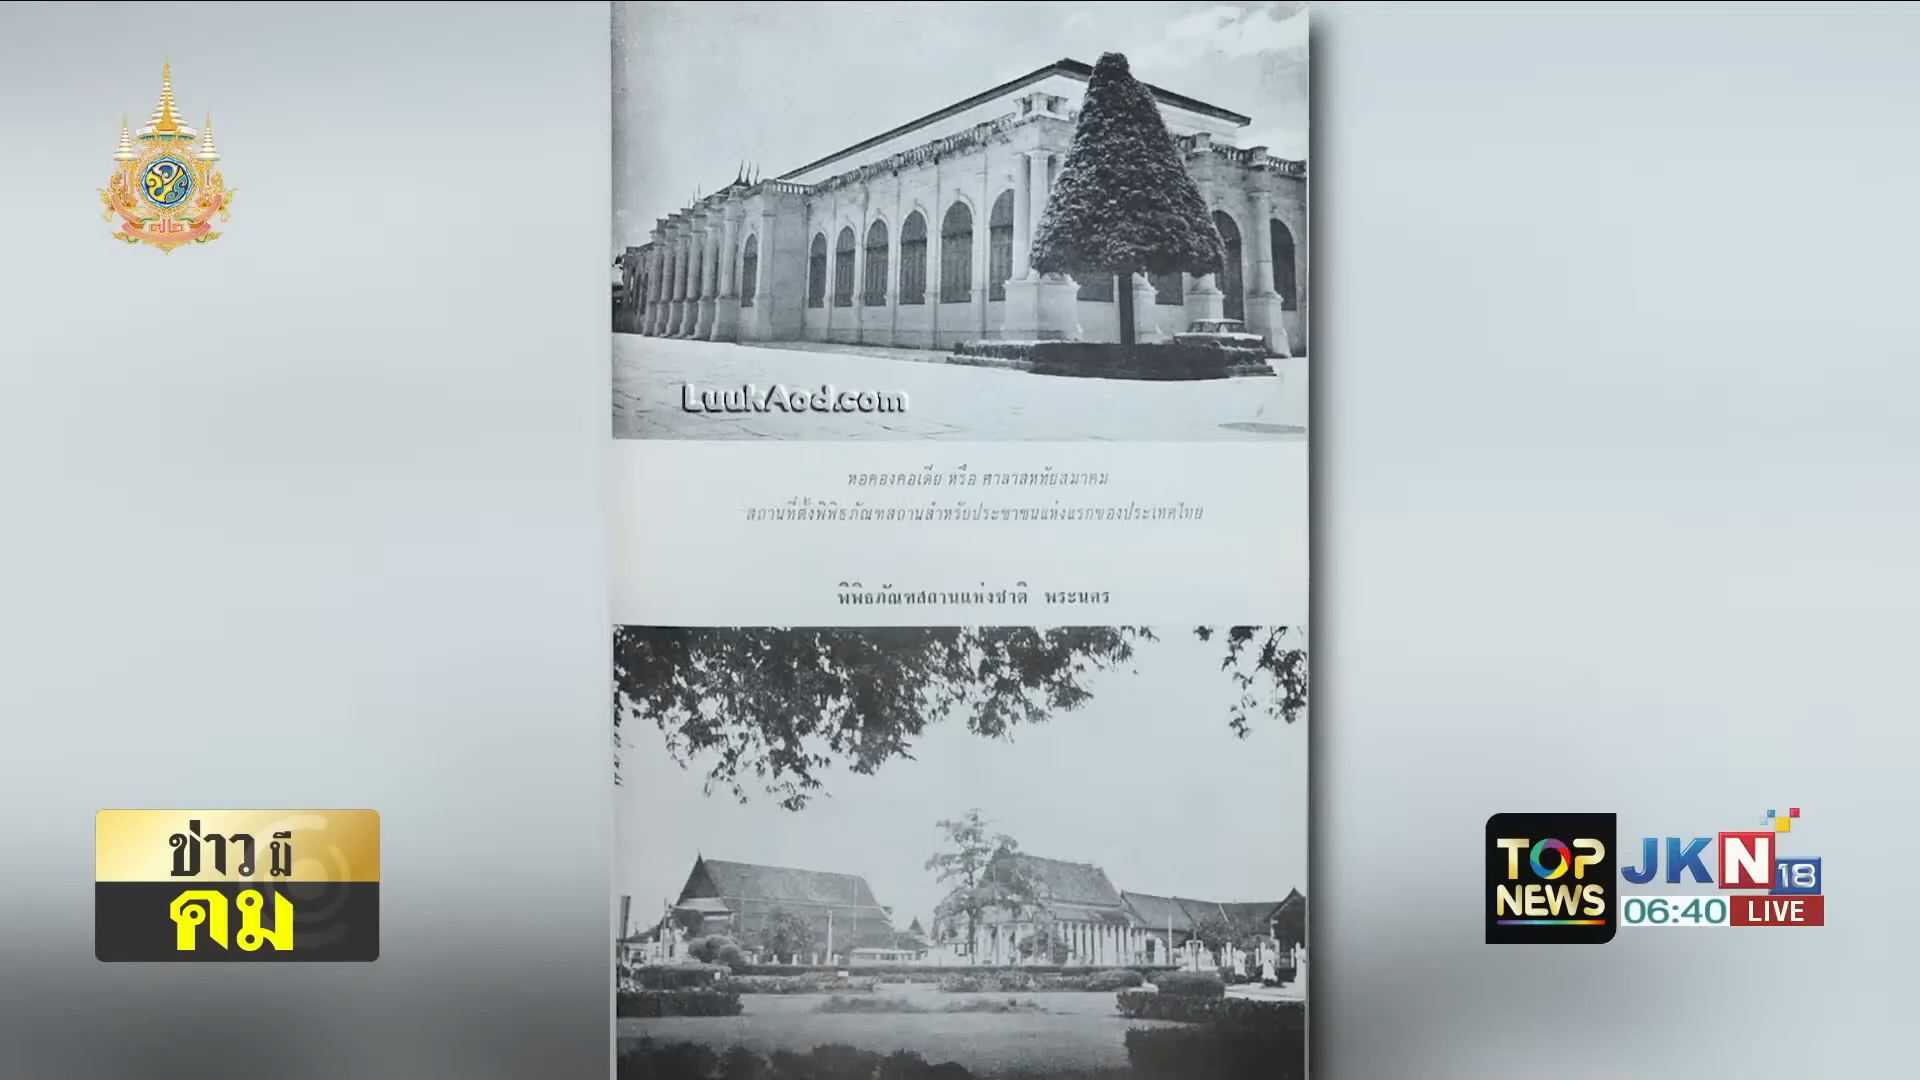 ๗๒
LuukAod.com
หอคองคอเดีย หรือ ศาลาสหทัยสมาคม
สถานที่ตั้งพิพิธภัณฑสถานสำหรับประชาชนแห่งแรกของประเทศไทย
พิพิธภัณฑสถานแห่งชาติ พระนคร
ข่าวมี
คม
TOP NEWS
JKN 18
06:40 LIVE